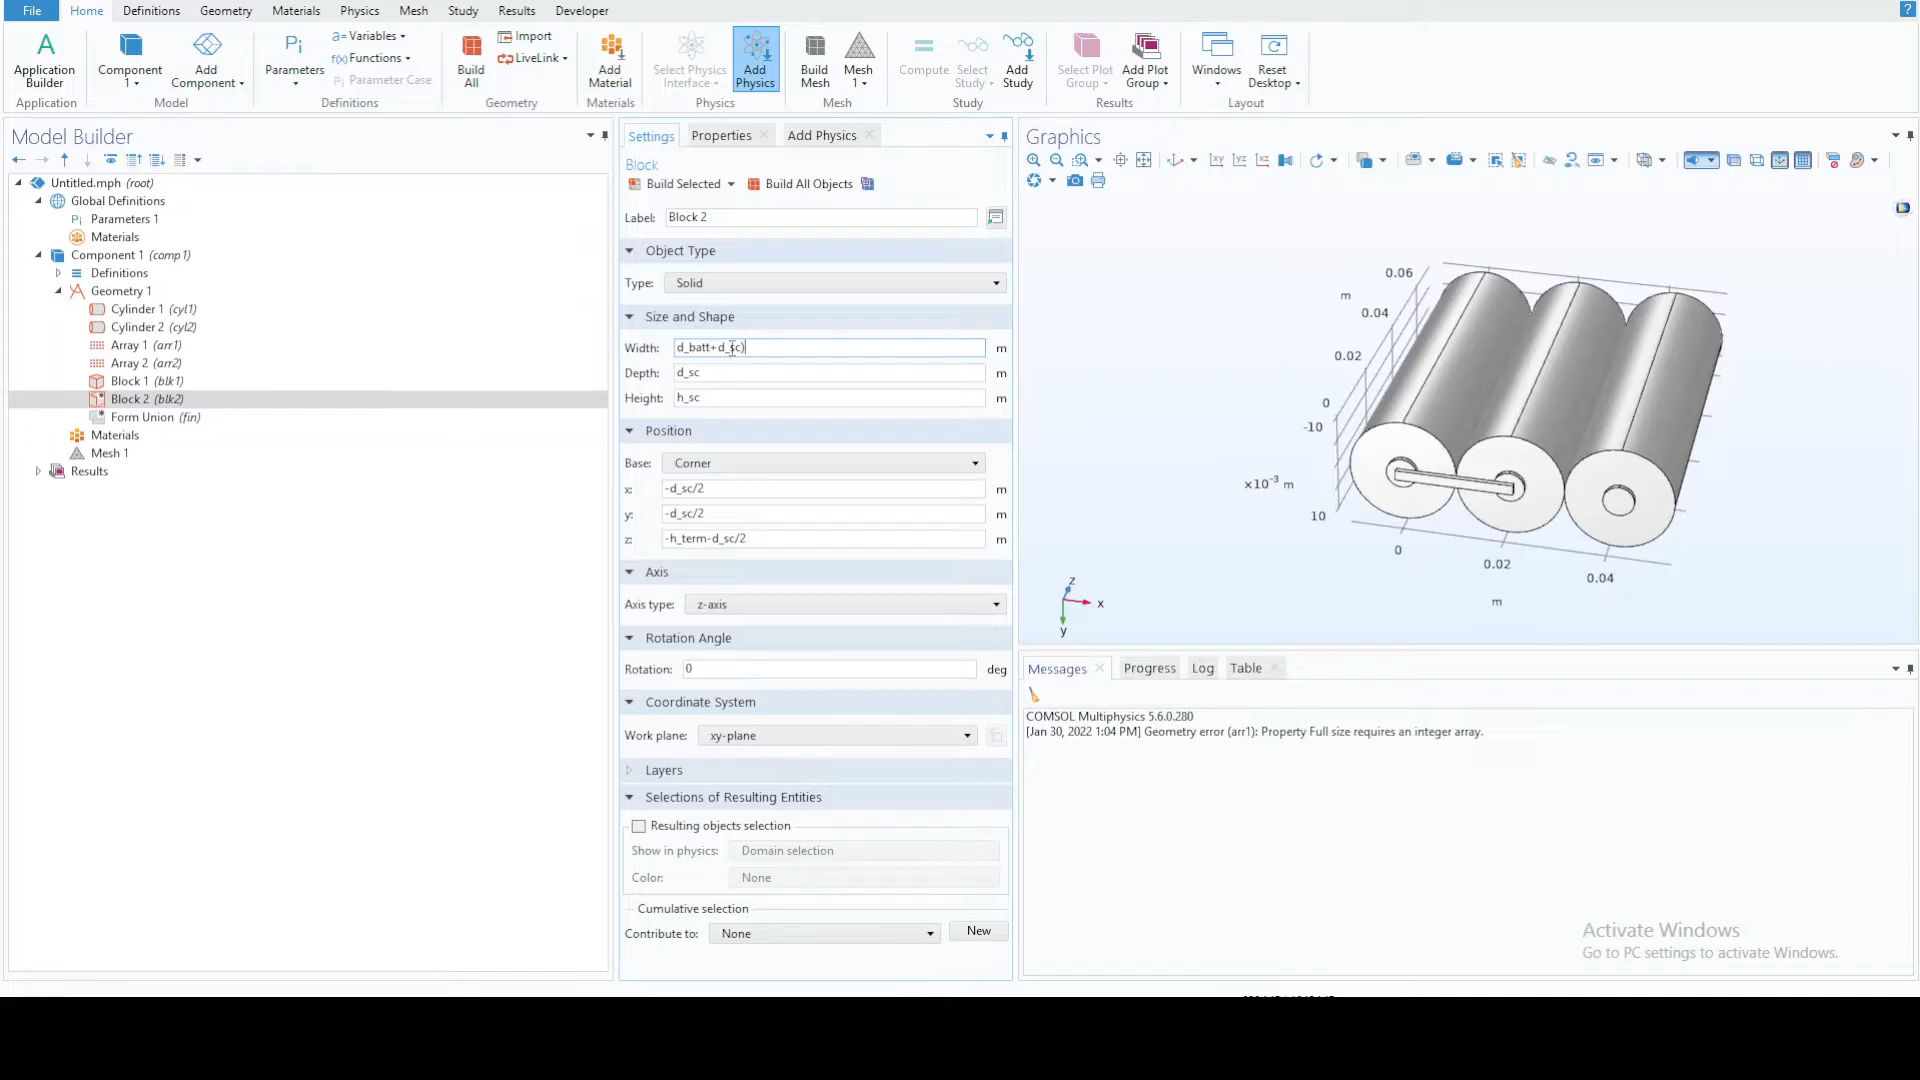 File Home Definitions Geometry Materials Physics Mesh Study Results Developer
Application Builder
Application
Component 1
Add Component
Model
Parameters
a= Variables
f(x) Functions
Pi Parameter Case
Definitions
Build All
Import
LiveLink
Geometry
Add Material
Materials
Select Physics Interface
Add Physics
Physics
Build Mesh
Mesh 1
Mesh
Compute
Select Study
Add Study
Study
Select Plot Group
Add Plot Group
Results
Windows
Reset Desktop
Layout
Model Builder
Untitled.mph (root)
Global Definitions
Parameters 1
Materials
Component 1 (comp1)
Definitions
Geometry 1
Cylinder 1 (cyl1)
Cylinder 2 (cyl2)
Array 1 (arr1)
Array 2 (arr2)
Block 1 (blk1)
Block 2 (blk2)
Form Union (fin)
Materials
Mesh 1
Results
Settings Properties Add Physics
Block
Build Selected Build All Objects
Label: Block 2
Object Type
Type: Solid
Size and Shape
Width: d_batt+d_sc) m
Depth: d_sc m
Height: h_sc m
Position
Base: Corner
x: -d_sc/2 m
y: -d_sc/2 m
z: -h_term-d_sc/2 m
Axis
Axis type: z-axis
Rotation Angle
Rotation: 0 deg
Coordinate System
Work plane: xy-plane
Layers
Selections of Resulting Entities
Resulting objects selection
Show in physics: Domain selection
Color: None
Cumulative selection
Contribute to: None New
Graphics
0.06
m
0.04
0.02
0
-10
×10⁻³ m
10
0
0.02
0.04
m
z
x
y
Messages Progress Log Table
COMSOL Multiphysics 5.6.0.280
[Jan 30, 2022 1:04 PM] Geometry error (arr1): Property Full size requires an integer array.
Activate Windows
Go to PC settings to activate Windows.